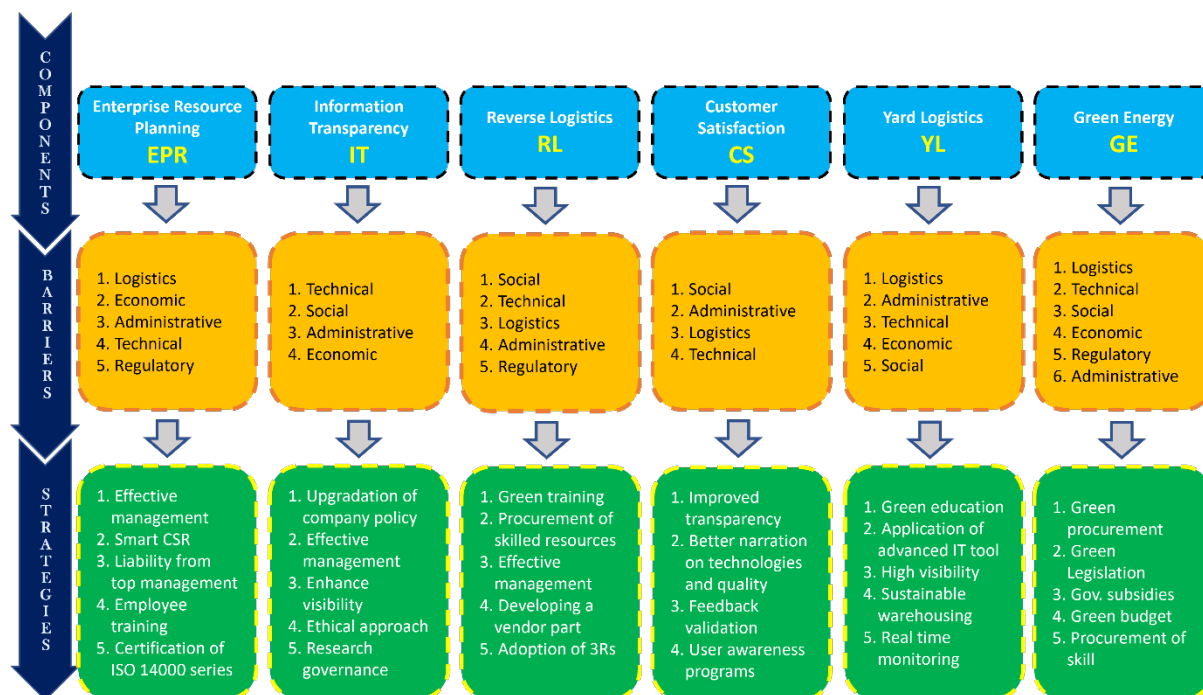 COMPONENTS
Enterprise Resource
Planning
EPR
Information
Transparency
IT
Reverse Logistics
RL
Customer
Satisfaction
CS
Yard Logistics
YL
Green Energy
GE
BARRIERS
1. Logistics
2. Economic
3. Administrative
4. Technical
5. Regulatory
1. Technical
2. Social
3. Administrative
4. Economic
1. Social
2. Technical
3. Logistics
4. Administrative
5. Regulatory
1. Social
2. Administrative
3. Logistics
4. Technical
1. Logistics
2. Administrative
3. Technical
4. Economic
5. Social
1. Logistics
2. Technical
3. Social
4. Economic
5. Regulatory
6. Administrative
STRATEGIES
1. Effective
management
2. Smart CSR
3. Liability from
top management
4. Employee
training
5. Certification of
ISO 14000 series
1. Upgradation of
company policy
2. Effective
management
3. Enhance
visibility
4. Ethical approach
5. Research
governance
1. Green training
2. Procurement of
skilled resources
3. Effective
management
4. Developing a
vendor part
5. Adoption of 3Rs
1. Improved
transparency
2. Better narration
on technologies
and quality
3. Feedback
validation
4. User awareness
programs
1. Green education
2. Application of
advanced IT tool
3. High visibility
4. Sustainable
warehousing
5. Real time
monitoring
1. Green
procurement
2. Green
Legislation
3. Gov. subsidies
4. Green budget
5. Procurement of
skill